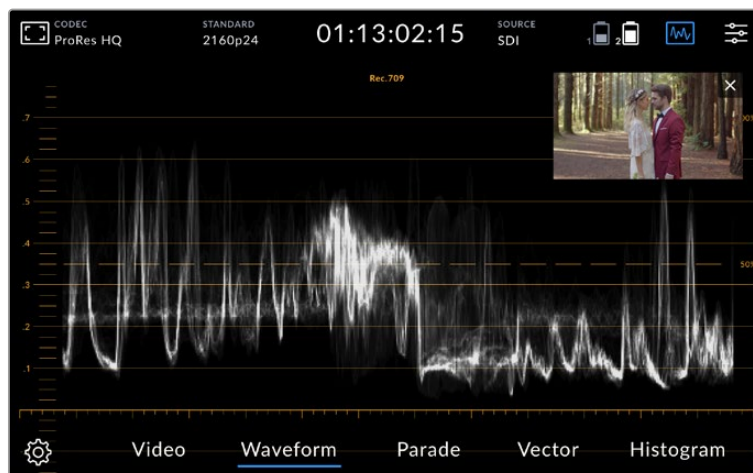 CODEC
ProRes HQ
STANDARD
2160p24
01:13:02:15
SOURCE
SDI
1
2
Rec.709
.7
.6
.5
.4
.3
50%
.2
.1
Video
Waveform
Parade
Vector
Histogram